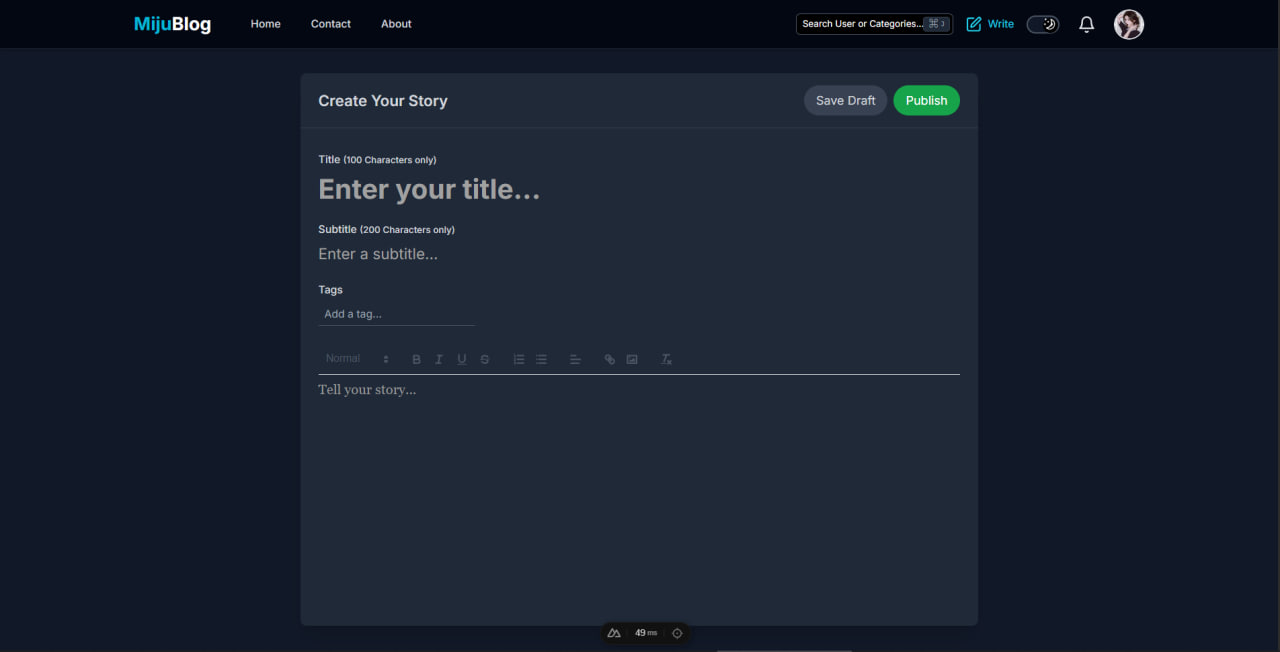 MijuBlog Home Contact About Search User or Categories... ⌘ J Write
Create Your Story Save Draft Publish
Title (100 Characters only)
Enter your title...
Subtitle (200 Characters only)
Enter a subtitle...
Tags
Add a tag...
Normal B I U S
Tell your story...
49 ms